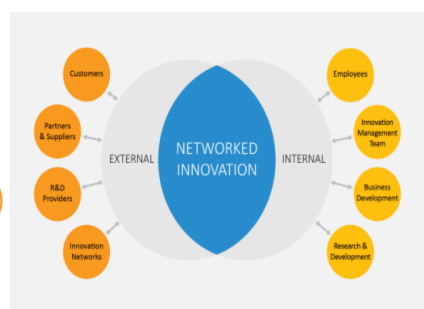 Customers
Partners
& Suppliers
R&D
Providers
Innovation
Networks
EXTERNAL
NETWORKED
INNOVATION
INTERNAL
Employees
Innovation
Management
Team
Business
Development
Research &
Development